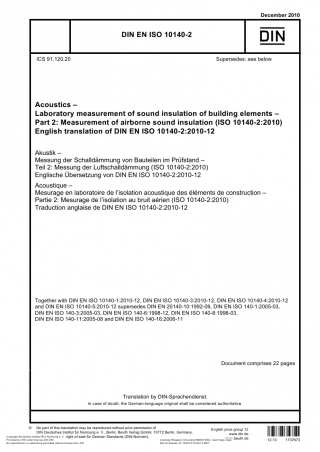 December 2010
DIN EN ISO 10140-2
DIN
ICS 91.120.20
Supersedes: see below
Acoustics –
Laboratory measurement of sound insulation of building elements –
Part 2: Measurement of airborne sound insulation (ISO 10140-2:2010)
English translation of DIN EN ISO 10140-2:2010-12
Akustik –
Messung der Schalldämmung von Bauteilen im Prüfstand –
Teil 2: Messung der Luftschalldämmung (ISO 10140-2:2010)
Englische Übersetzung von DIN EN ISO 10140-2:2010-12
Acoustique –
Mesurage en laboratoire de l'isolation acoustique des éléments de construction –
Partie 2: Mesurage de l'isolation au bruit aérien (ISO 10140-2:2010)
Traduction anglaise de DIN EN ISO 10140-2:2010-12
Together with DIN EN ISO 10140-1:2010-12, DIN EN ISO 10140-3:2010-12, DIN EN ISO 10140-4:2010-12
and DIN EN ISO 10140-5:2010-12 supersedes DIN EN 20140-10:1992-09, DIN EN ISO 140-1:2005-03,
DIN EN ISO 140-3:2005-03, DIN EN ISO 140-6:1998-12, DIN EN ISO 140-8:1998-03,
DIN EN ISO 140-11:2005-08 and DIN EN ISO 140-16:2006-11
Document comprises 22 pages
Translation by DIN-Sprachendienst.
In case of doubt, the German-language original shall be considered authoritative.
© No part of this translation may be reproduced without prior permission of
DIN Deutsches Institut für Normung e. V., Berlin. Beuth Verlag GmbH, 10772 Berlin, Germany,
right of sale for German Standards (DIN-Normen).
English price group 12
www.din.de
www.beuth.de
12.10 1737873